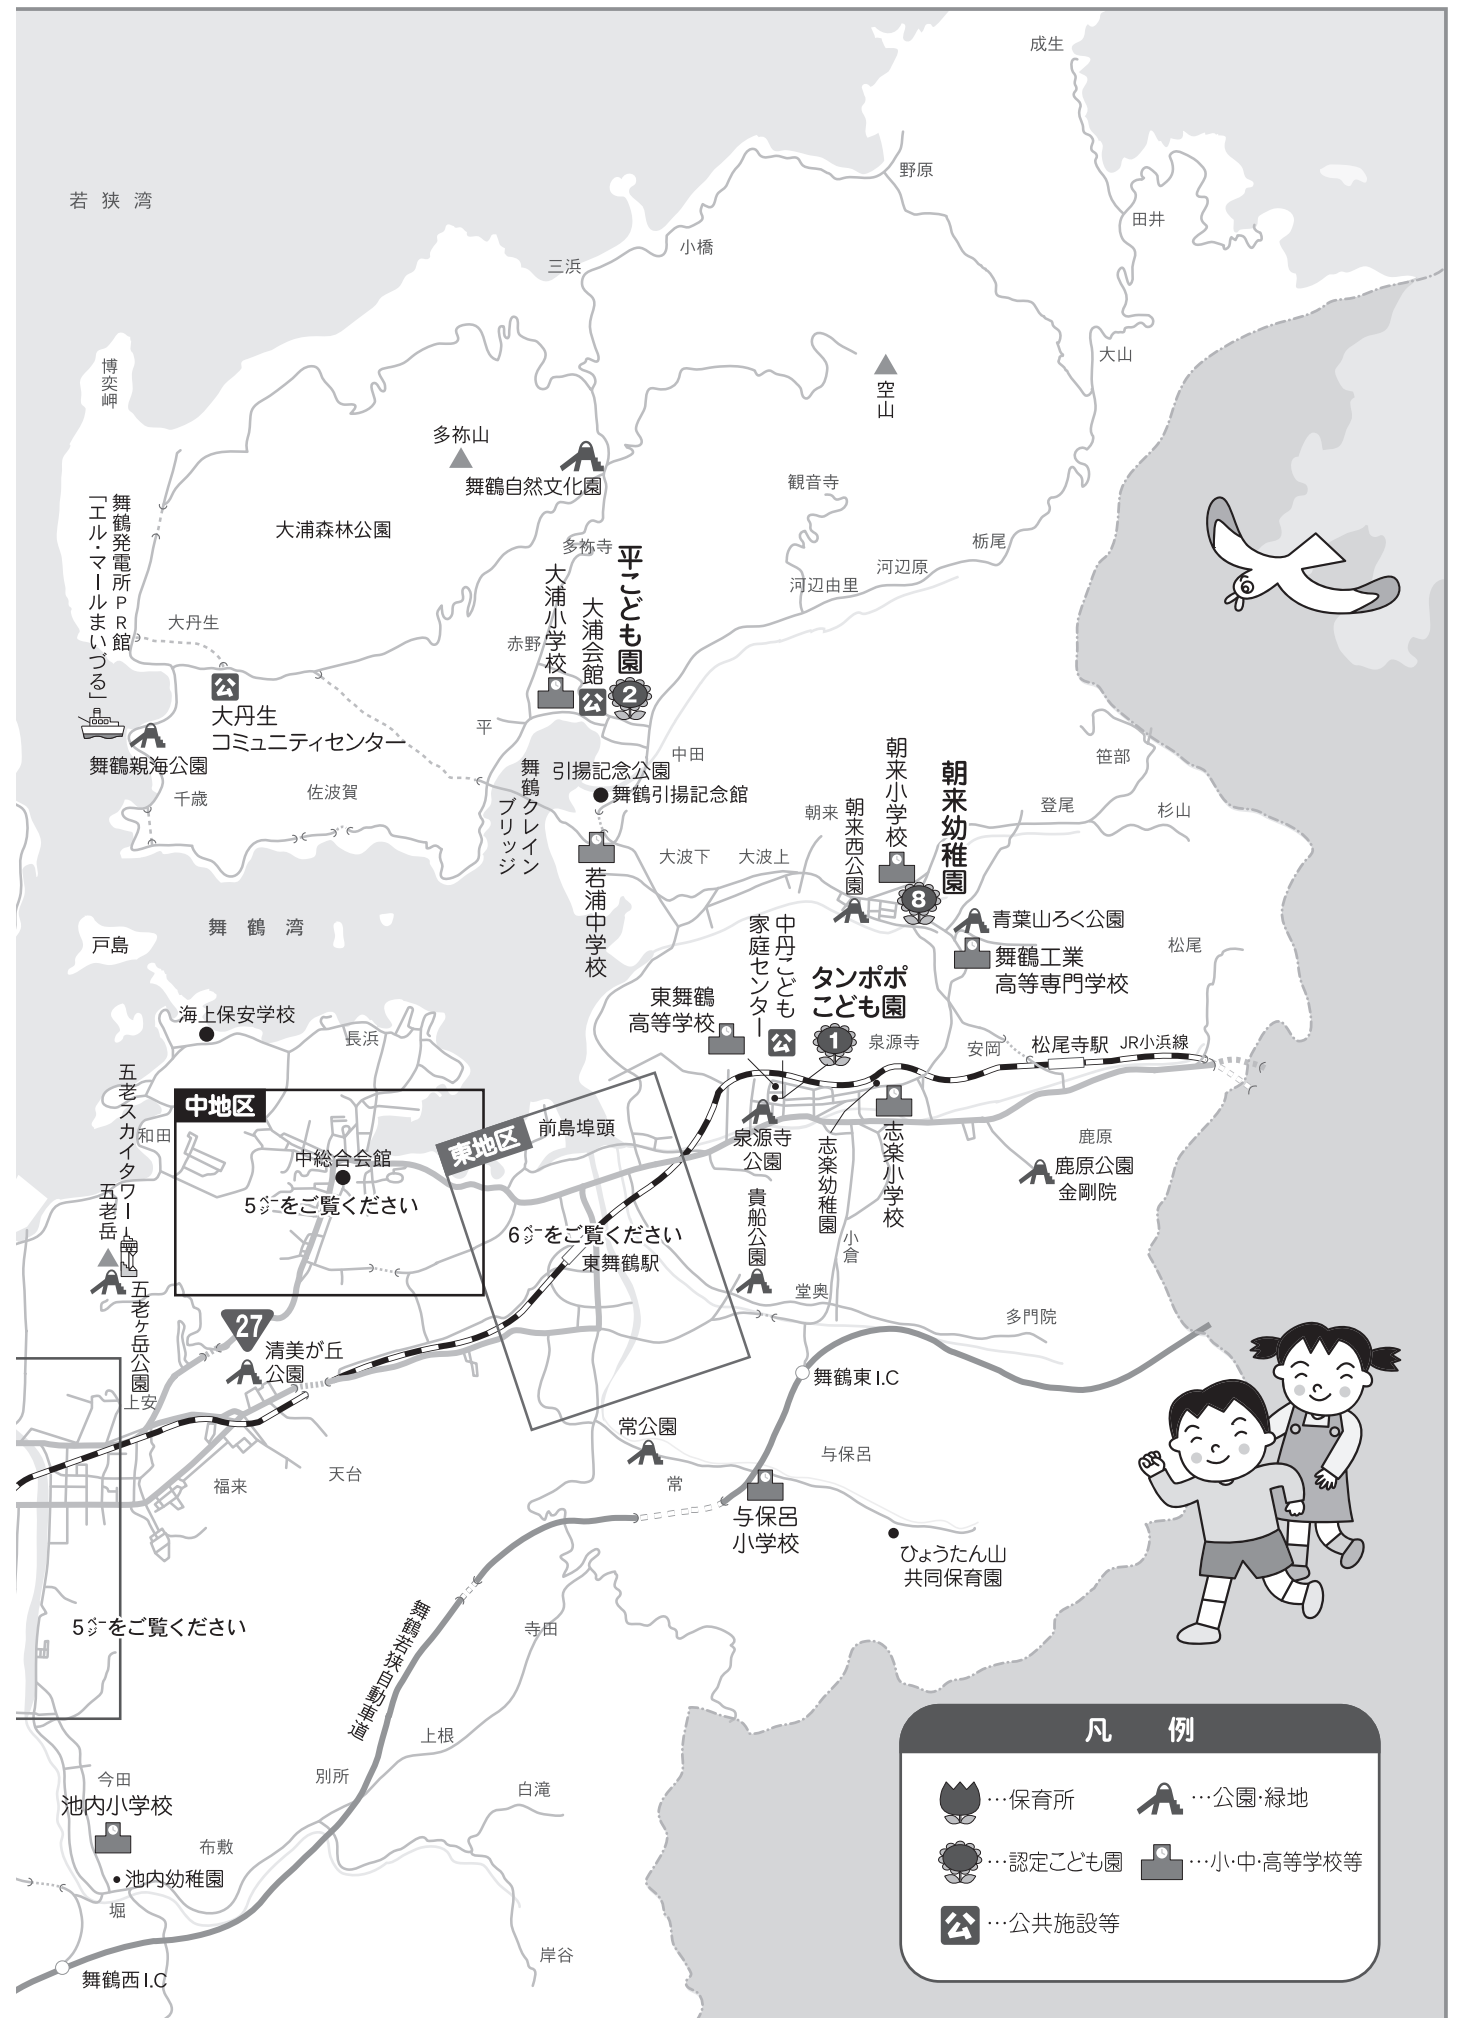 成生
野原
若狭湾
田井
小橋
三浜
大山
博奕岬
空山
多祢山
舞鶴自然文化園
観音寺
大浦森林公園
舞鶴発電所PR館
「エル・マールまいづる」
栃尾
多祢寺
平こども園
河辺原
河辺由里
大浦小学校
大浦会館
大丹生
赤野
公
公
2
大丹生
コミュニティセンター
平
舞鶴親海公園
中田
朝来小学校
笹部
朝来幼稚園
引揚記念公園
舞鶴引揚記念館
舞鶴クレイン
ブリッジ
佐波賀
千歳
朝来
朝来西公園
登尾
杉山
大波下
大波上
若浦中学校
8
青葉山ろく公園
舞鶴湾
戸島
中丹こども
家庭センター
松尾
舞鶴工業
高等専門学校
タンポポ
こども園
東舞鶴
高等学校
海上保安学校
長浜
公
1
泉源寺
安岡
松尾寺駅
JR小浜線
五老スカイタワー
中地区
和田
東地区
前島埠頭
泉源寺
公園
志楽幼稚園
志楽小学校
鹿原
鹿原公園
金剛院
中総合会館
5ページをご覧ください
五老岳
貴船公園
6ページをご覧ください
東舞鶴駅
小倉
堂奥
五老ヶ岳公園
多門院
27
清美が丘
公園
舞鶴東I.C
上安
常公園
与保呂
福来
天台
常
与保呂
小学校
ひょうたん山
共同保育園
5ページをご覧ください
舞鶴若狭自動車道
寺田
上根
別所
白滝
今田
池内小学校
布敷
池内幼稚園
堀
岸谷
舞鶴西I.C
凡例
…保育所
…公園・緑地
…認定こども園
…小・中・高等学校等
公
…公共施設等